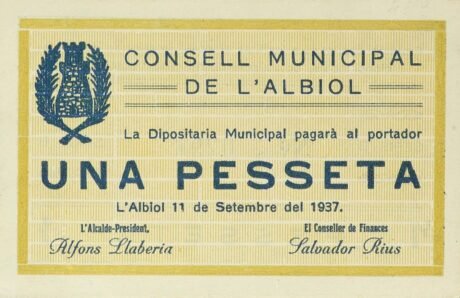 CONSELL MUNICIPAL
DE L'ALBIOL
La Dipositaria Municipal pagarà al portador
UNA PESSETA
L'Albiol 11 de Setembre del 1937.
L'Alcalde-President, El Conseller de Finances
Alfons Llaberia Salvador Rius